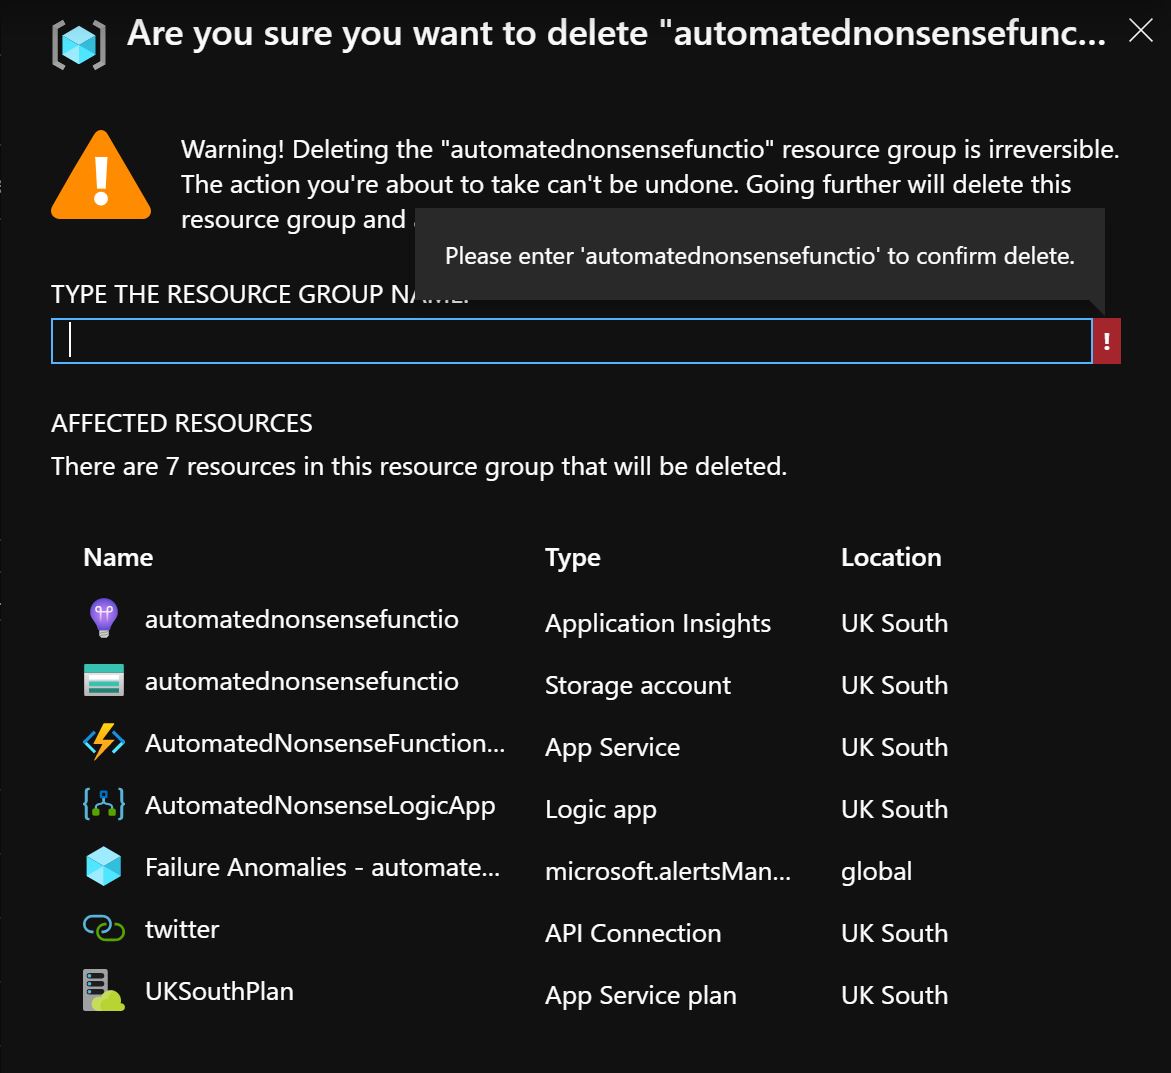 Are you sure you want to delete "automatednonsensefunc...
Warning! Deleting the "automatednonsensefunctio" resource group is irreversible.
The action you're about to take can't be undone. Going further will delete this
resource group and
Please enter 'automatednonsensefunctio' to confirm delete.
TYPE THE RESOURCE GROUP NAME:
!
AFFECTED RESOURCES
There are 7 resources in this resource group that will be deleted.
Name Type Location
automatednonsensefunctio Application Insights UK South
automatednonsensefunctio Storage account UK South
AutomatedNonsenseFunction... App Service UK South
AutomatedNonsenseLogicApp Logic app UK South
Failure Anomalies - automate... microsoft.alertsMan... global
twitter API Connection UK South
UKSouthPlan App Service plan UK South